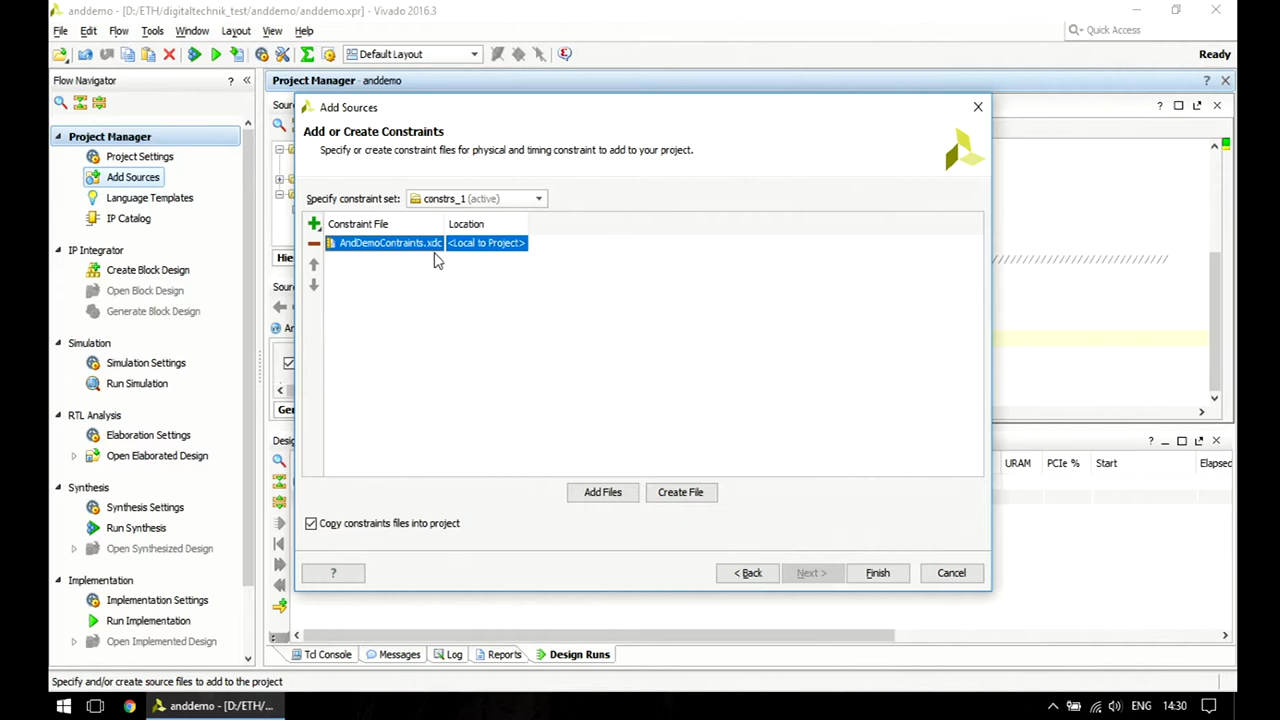 anddemo - [D:/ETH/digitaltechnik_test/anddemo/anddemo.xpr] - Vivado 2016.3
File Edit Flow Tools Window Layout View Help
Quick Access
Default Layout
Ready
Flow Navigator ? «
Project Manager - anddemo
Project Manager
Project Settings
Add Sources
Language Templates
IP Catalog
IP Integrator
Create Block Design
Open Block Design
Generate Block Design
Simulation
Simulation Settings
Run Simulation
RTL Analysis
Elaboration Settings
Open Elaborated Design
Synthesis
Synthesis Settings
Run Synthesis
Open Synthesized Design
Implementation
Implementation Settings
Run Implementation
Open Implemented Design
Sou
Hie
Sour
An
Ge
Desig
Add Sources
Add or Create Constraints
Specify or create constraint files for physical and timing constraint to add to your project.
Specify constraint set: constrs_1 (active)
Constraint File Location
AndDemoContraints.xdc <Local to Project>
Add Files Create File
Copy constraints files into project
? < Back Next > Finish Cancel
////////////////////////
URAM PCIe % Start Elapsed
Tcl Console Messages Log Reports Design Runs
Specify and/or create source files to add to the project
anddemo - [D:/ETH/...
ENG 14:30